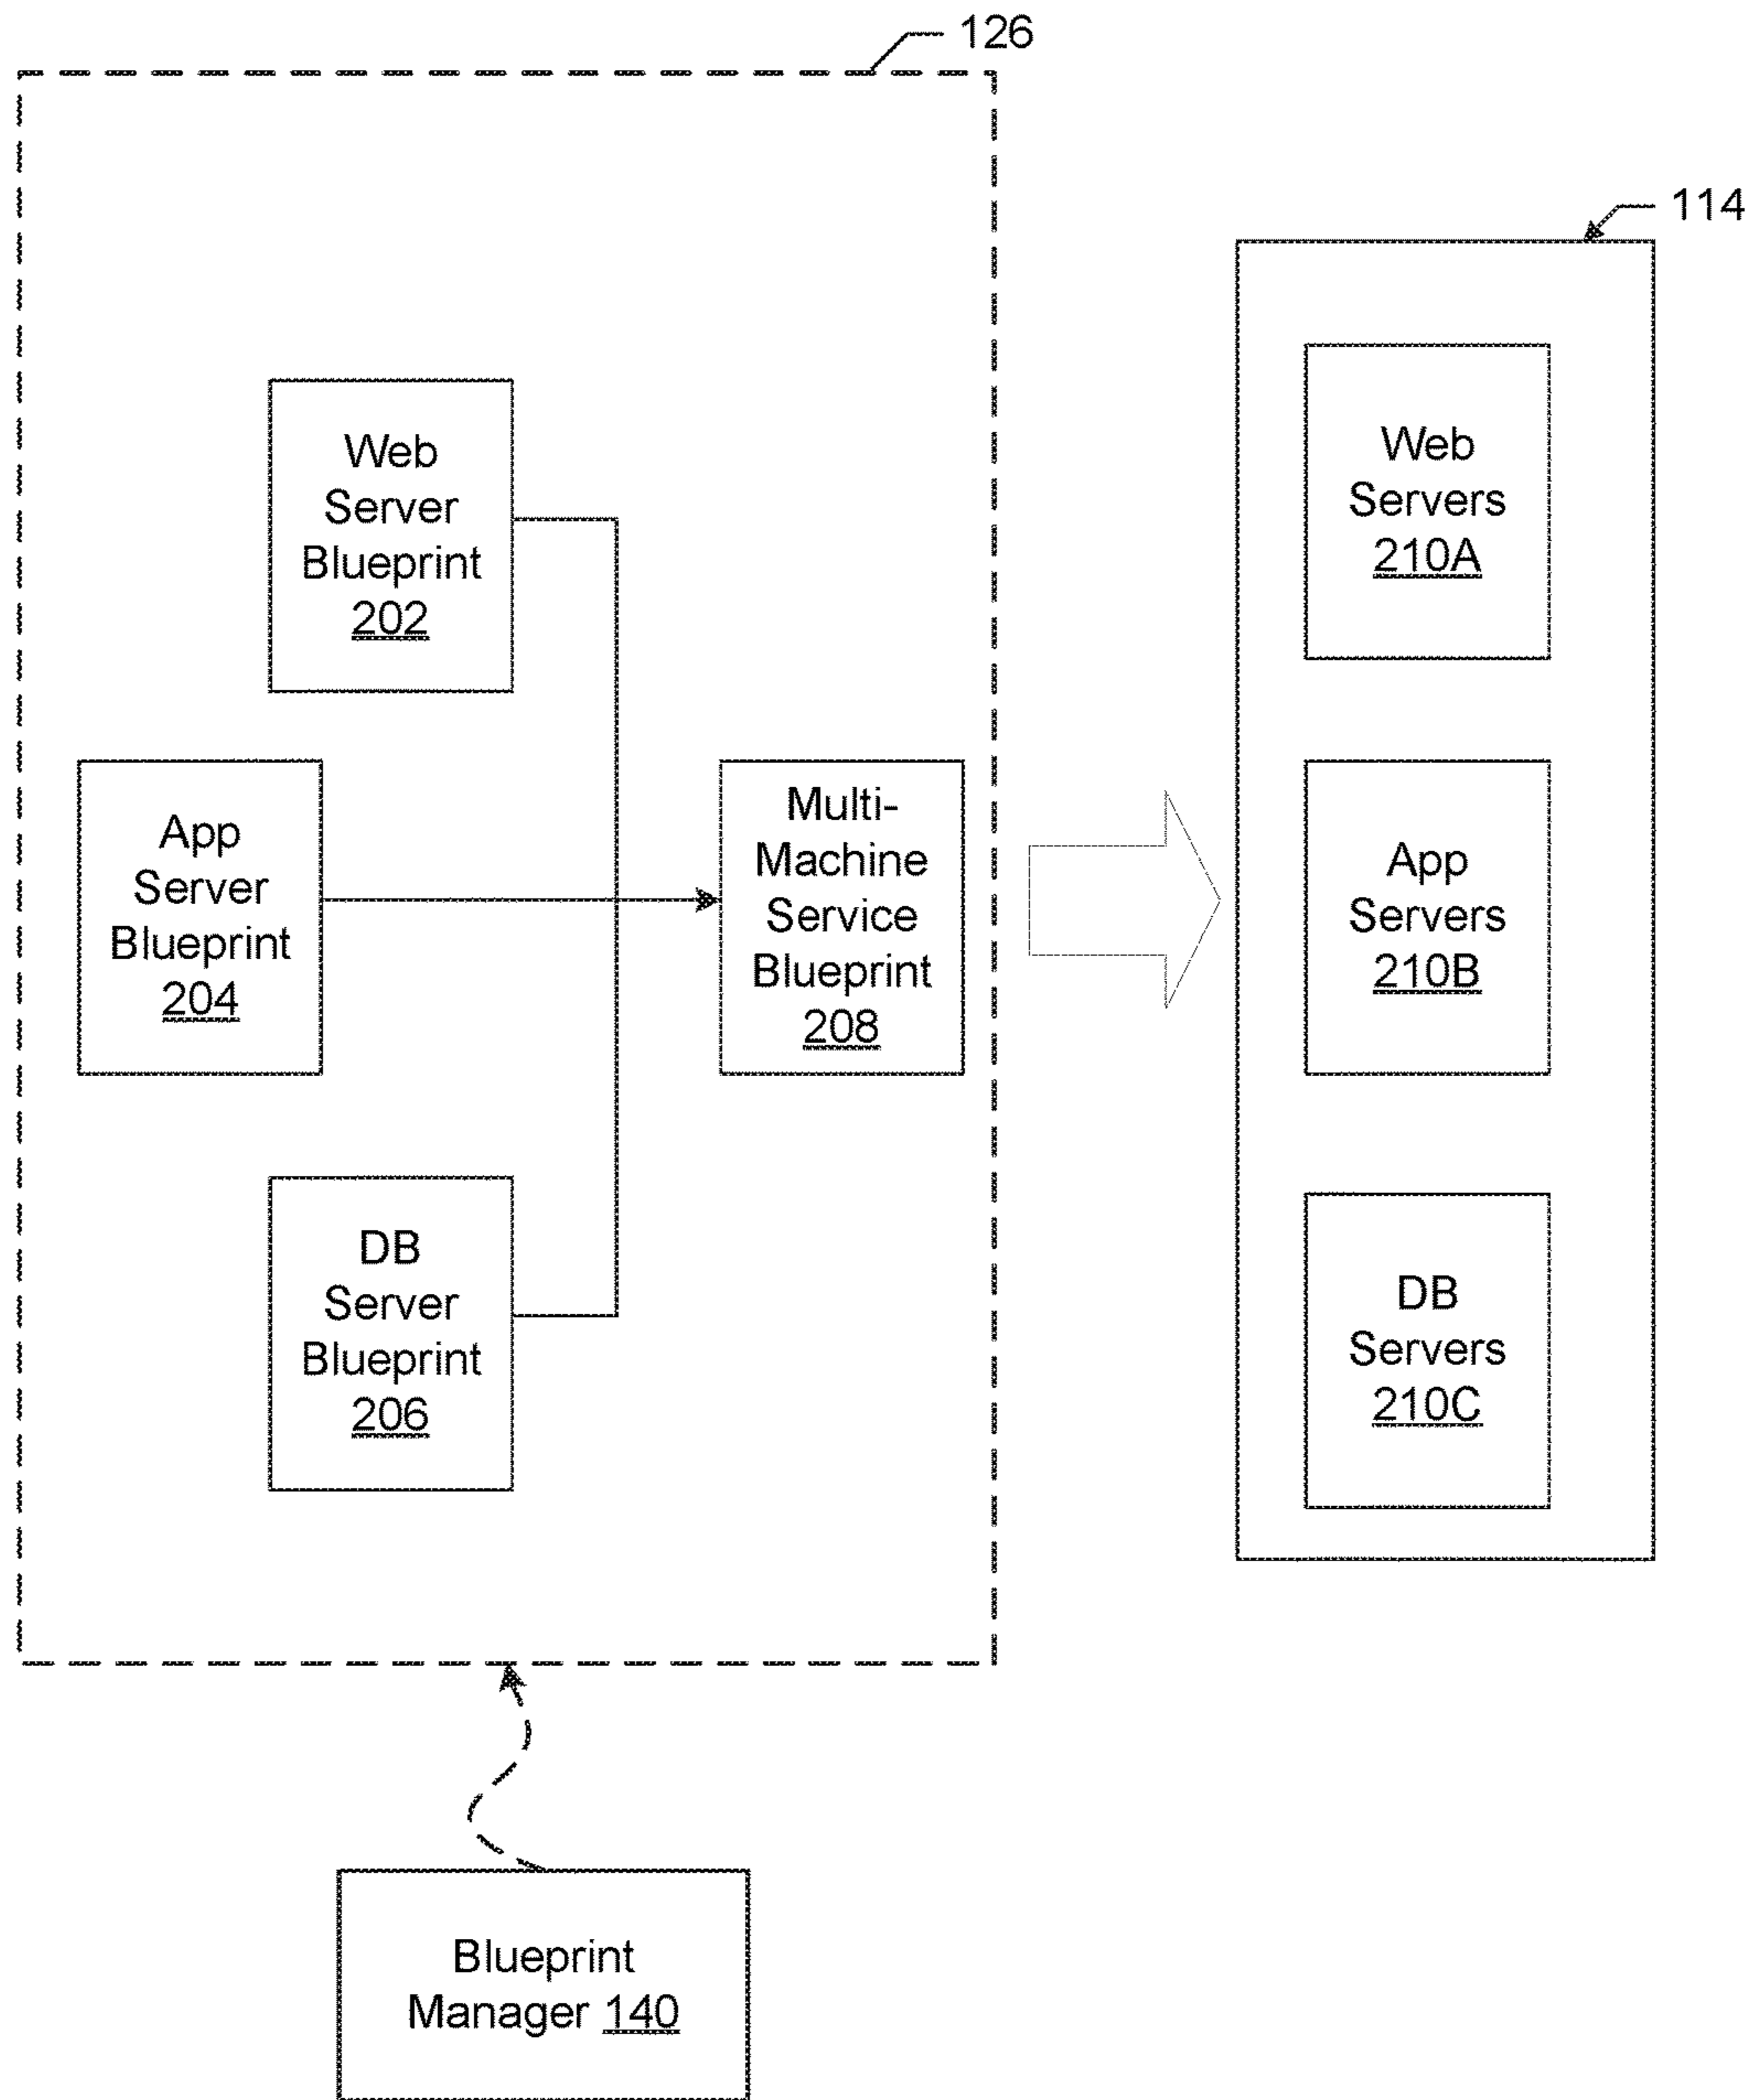 126
114
Web
Server
Blueprint
202
App
Server
Blueprint
204
DB
Server
Blueprint
206
Multi-
Machine
Service
Blueprint
208
Web
Servers
210A
App
Servers
210B
DB
Servers
210C
Blueprint
Manager 140